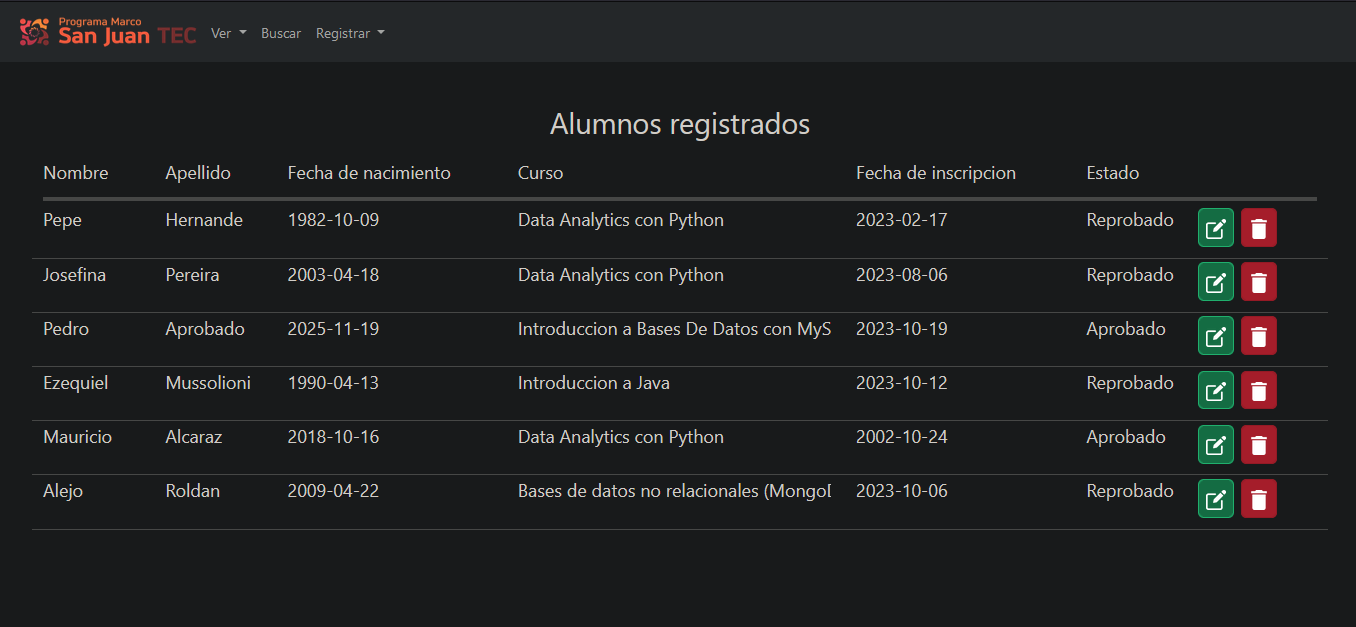 Programa Marco
San Juan TEC Ver Buscar Registrar
Alumnos registrados
Nombre Apellido Fecha de nacimiento Curso Fecha de inscripcion Estado
Pepe Hernande 1982-10-09 Data Analytics con Python 2023-02-17 Reprobado
Josefina Pereira 2003-04-18 Data Analytics con Python 2023-08-06 Reprobado
Pedro Aprobado 2025-11-19 Introduccion a Bases De Datos con MyS 2023-10-19 Aprobado
Ezequiel Mussolioni 1990-04-13 Introduccion a Java 2023-10-12 Reprobado
Mauricio Alcaraz 2018-10-16 Data Analytics con Python 2002-10-24 Aprobado
Alejo Roldan 2009-04-22 Bases de datos no relacionales (Mongo 2023-10-06 Reprobado